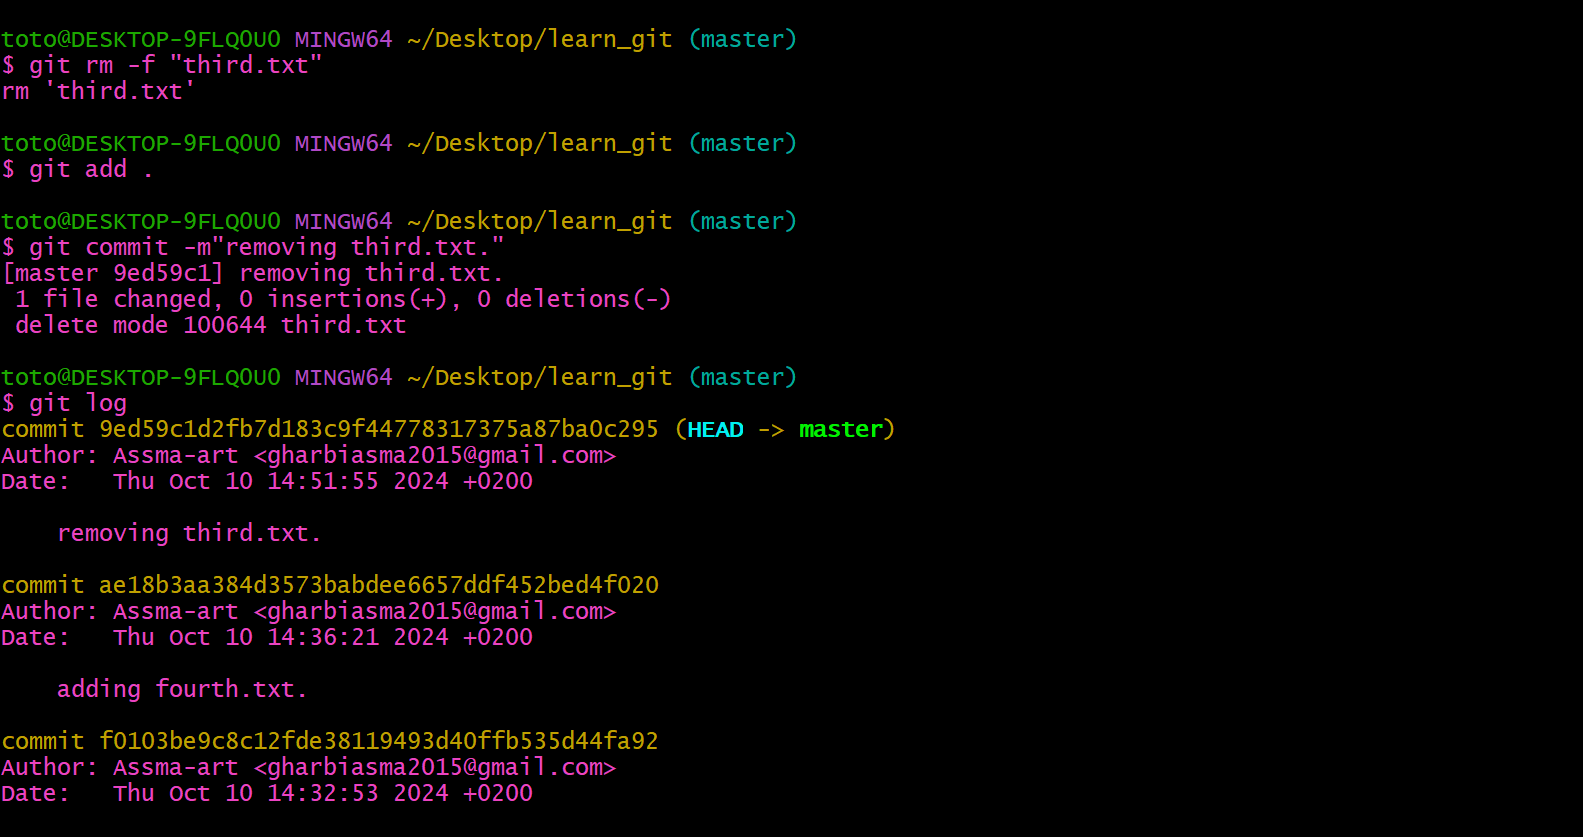 toto@DESKTOP-9FLQ0U0 MINGW64 ~/Desktop/learn_git (master)
$ git rm -f "third.txt"
rm 'third.txt'
toto@DESKTOP-9FLQ0U0 MINGW64 ~/Desktop/learn_git (master)
$ git add .
toto@DESKTOP-9FLQ0U0 MINGW64 ~/Desktop/learn_git (master)
$ git commit -m"removing third.txt."
[master 9ed59c1] removing third.txt.
 1 file changed, 0 insertions(+), 0 deletions(-)
 delete mode 100644 third.txt
toto@DESKTOP-9FLQ0U0 MINGW64 ~/Desktop/learn_git (master)
$ git log
commit 9ed59c1d2fb7d183c9f44778317375a87ba0c295 (HEAD -> master)
Author: Assma-art <gharbiasma2015@gmail.com>
Date:   Thu Oct 10 14:51:55 2024 +0200
    removing third.txt.
commit ae18b3aa384d3573babdee6657ddf452bed4f020
Author: Assma-art <gharbiasma2015@gmail.com>
Date:   Thu Oct 10 14:36:21 2024 +0200
    adding fourth.txt.
commit f0103be9c8c12fde38119493d40ffb535d44fa92
Author: Assma-art <gharbiasma2015@gmail.com>
Date:   Thu Oct 10 14:32:53 2024 +0200